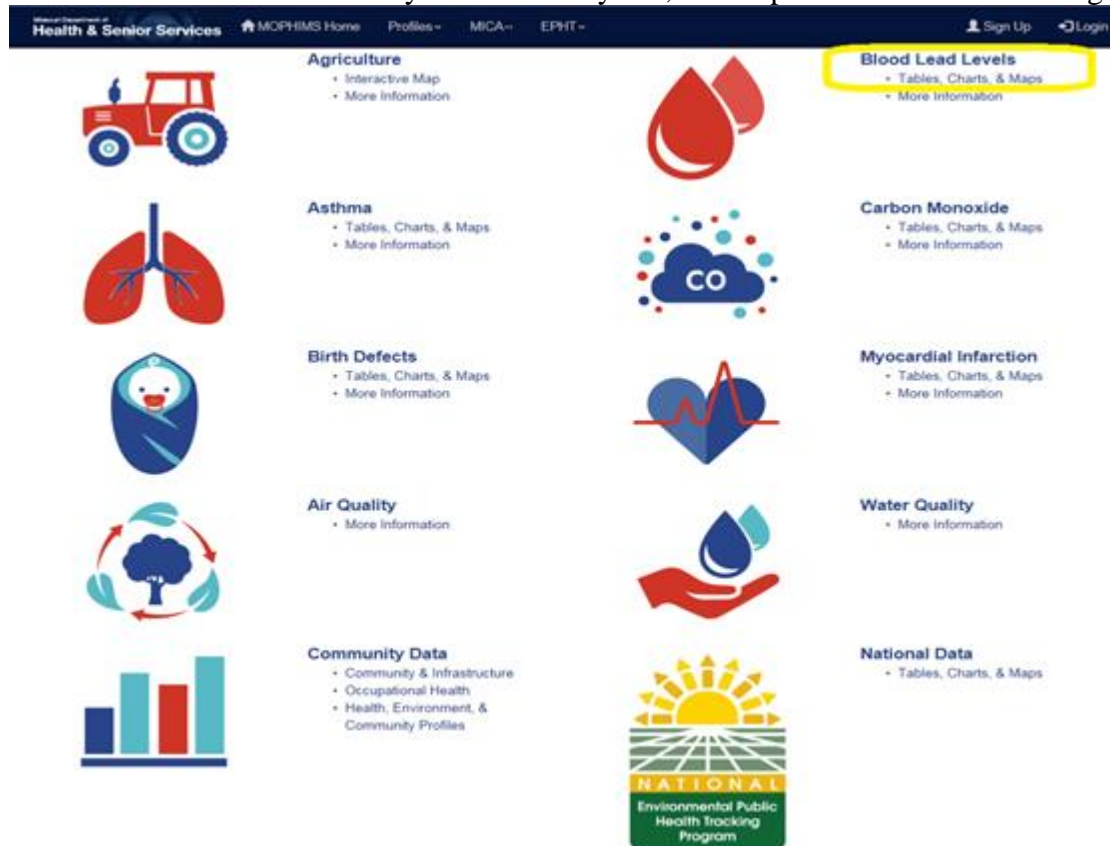 Missouri Department of
Health & Senior Services MOPHIMS Home Profiles MICA EPHT Sign Up Login
Agriculture
• Interactive Map
• More Information
Blood Lead Levels
• Tables, Charts, & Maps
• More Information
Asthma
• Tables, Charts, & Maps
• More Information
CO
Carbon Monoxide
• Tables, Charts, & Maps
• More Information
Birth Defects
• Tables, Charts, & Maps
• More Information
Myocardial Infarction
• Tables, Charts, & Maps
• More Information
Air Quality
• More Information
Water Quality
• More Information
Community Data
• Community & Infrastructure
• Occupational Health
• Health, Environment, &
Community Profiles
National Data
• Tables, Charts, & Maps
NATIONAL
Environmental Public
Health Tracking
Program